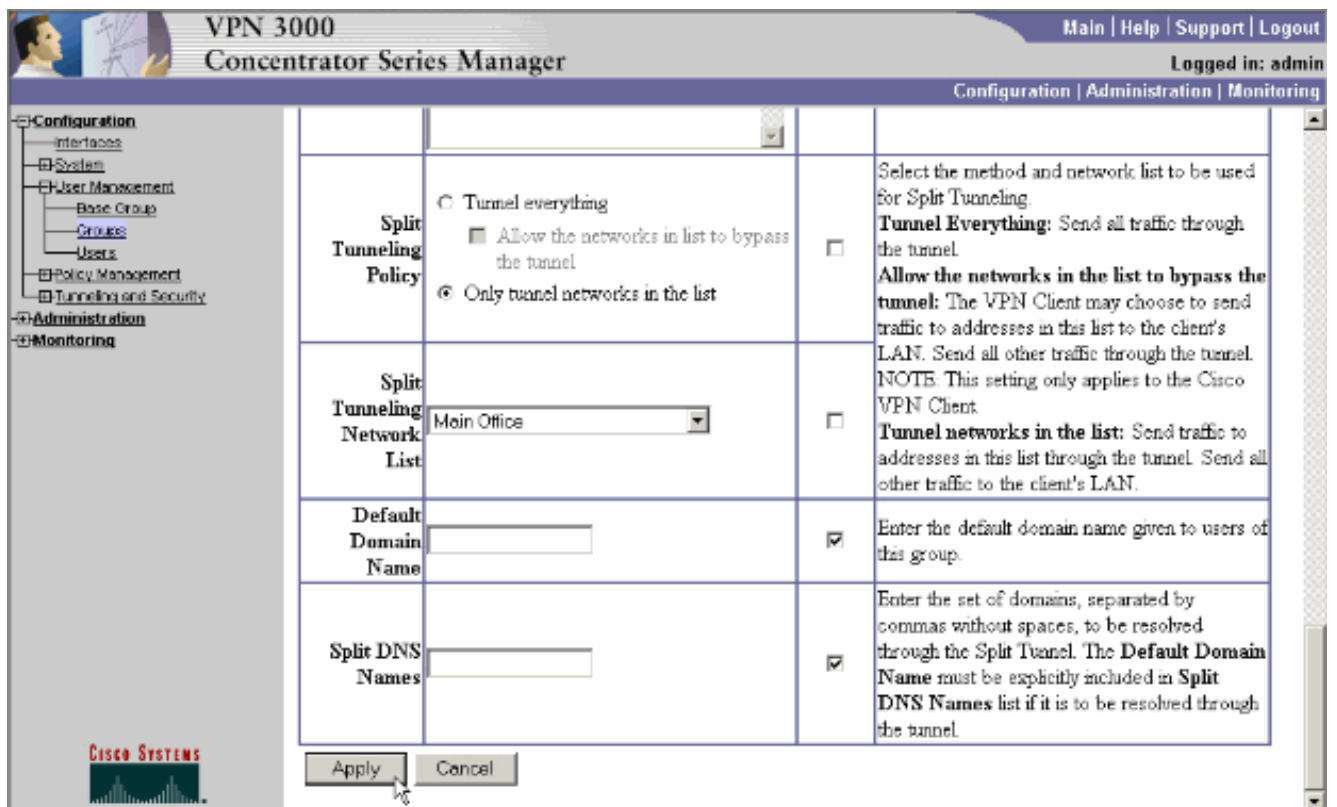 VPN 3000
Concentrator Series Manager
Main | Help | Support | Logout
Logged in: admin
Configuration | Administration | Monitoring
Configuration
Interfaces
System
User Management
Base Group
Groups
Users
Policy Management
Tunneling and Security
Administration
Monitoring
Split
Tunneling
Policy
Tunnel everything
Allow the networks in list to bypass
the tunnel
Only tunnel networks in the list
Select the method and network list to be used
for Split Tunneling.
Tunnel Everything: Send all traffic through
the tunnel.
Allow the networks in the list to bypass the
tunnel: The VPN Client may choose to send
traffic to addresses in this list to the client's
LAN. Send all other traffic through the tunnel.
NOTE: This setting only applies to the Cisco
VPN Client.
Tunnel networks in the list: Send traffic to
addresses in this list through the tunnel. Send all
other traffic to the client's LAN.
Split
Tunneling
Network
List
Main Office
Default
Domain
Name
Enter the default domain name given to users of
this group.
Split DNS
Names
Enter the set of domains, separated by
commas without spaces, to be resolved
through the Split Tunnel. The Default Domain
Name must be explicitly included in Split
DNS Names list if it is to be resolved through
the tunnel.
Apply
Cancel
CISCO SYSTEMS